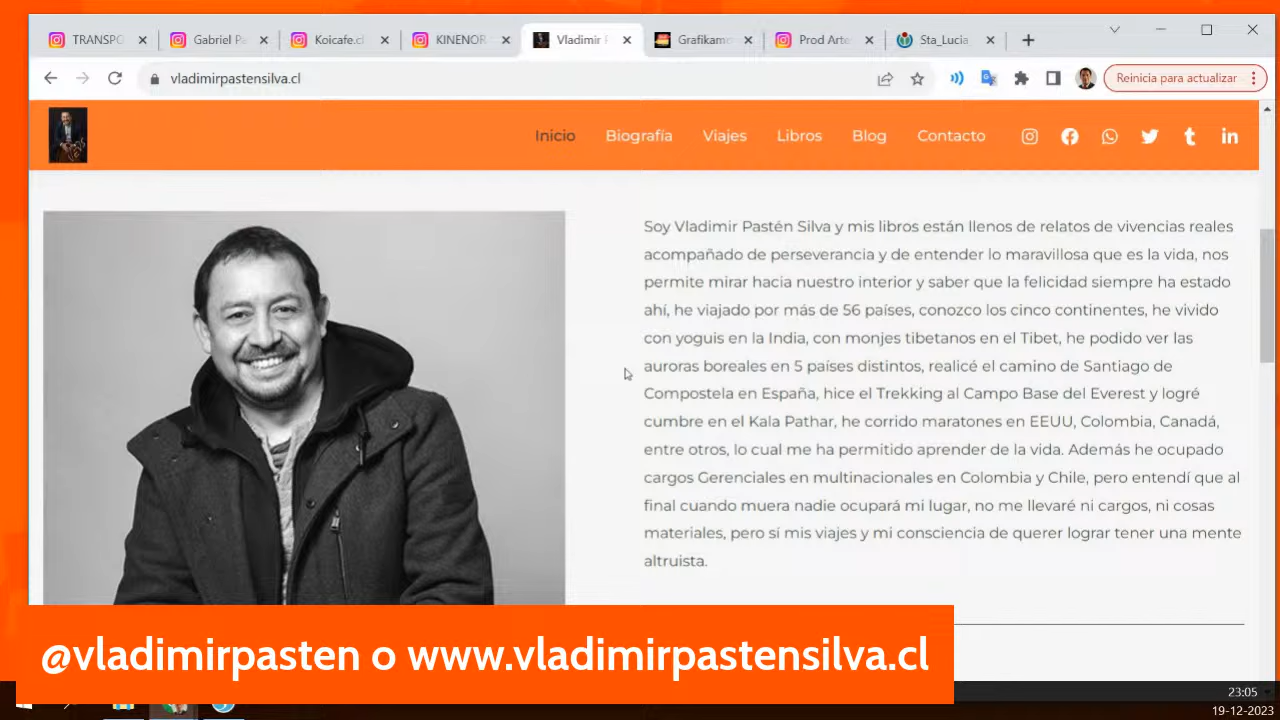 TRANSPO
Gabriel Pa
Koicafe.cl
KINENOR
Vladimir P
Grafikamo
Prod Arte
Sta_Lucia
vladimirpastensilva.cl
Reinicia para actualizar
Inicio
Biografía
Viajes
Libros
Blog
Contacto
Soy Vladimir Pastén Silva y mis libros están llenos de relatos de vivencias reales
acompañado de perseverancia y de entender lo maravillosa que es la vida, nos
permite mirar hacia nuestro interior y saber que la felicidad siempre ha estado
ahí, he viajado por más de 56 países, conozco los cinco continentes, he vivido
con yoguis en la India, con monjes tibetanos en el Tibet, he podido ver las
auroras boreales en 5 países distintos, realicé el camino de Santiago de
Compostela en España, hice el Trekking al Campo Base del Everest y logré
cumbre en el Kala Pathar, he corrido maratones en EEUU, Colombia, Canadá,
entre otros, lo cual me ha permitido aprender de la vida. Además he ocupado
cargos Gerenciales en multinacionales en Colombia y Chile, pero entendí que al
final cuando muera nadie ocupará mi lugar, no me llevaré ni cargos, ni cosas
materiales, pero sí mis viajes y mi consciencia de querer lograr tener una mente
altruista.
@vladimirpasten o www.vladimirpastensilva.cl
23:05
19-12-2023